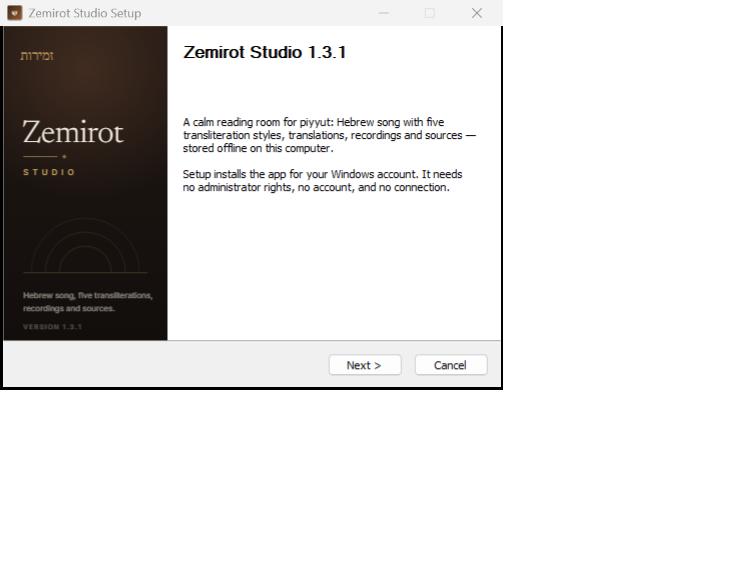 Zemirot Studio Setup
זמירות
Zemirot
STUDIO
Hebrew song, five transliterations,
recordings and sources.
VERSION 1.3.1
Zemirot Studio 1.3.1
A calm reading room for piyyut: Hebrew song with five
transliteration styles, translations, recordings and sources —
stored offline on this computer.
Setup installs the app for your Windows account. It needs
no administrator rights, no account, and no connection.
Next >
Cancel